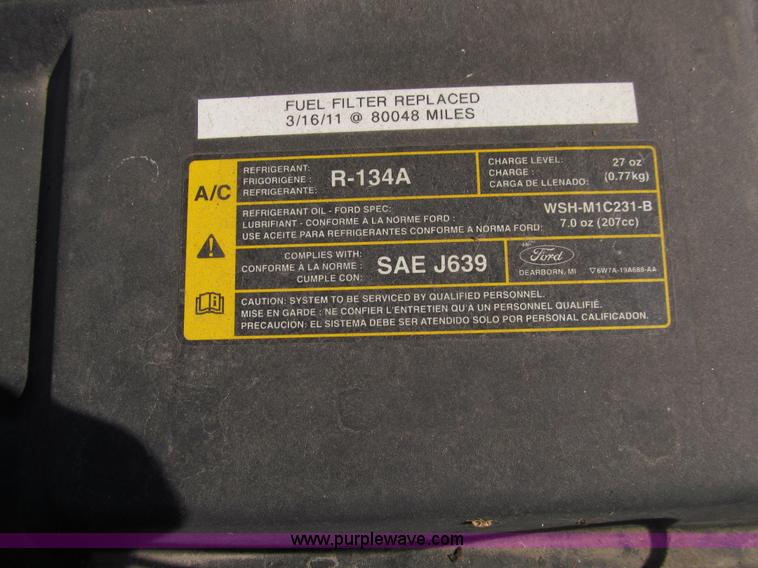 FUEL FILTER REPLACED
3/16/11 @ 80048 MILES
A/C
REFRIGERANT:
FRIGORIGENE :
REFRIGERANTE:
R-134A
CHARGE LEVEL: 27 oz
CHARGE : (0.77kg)
CARGA DE LLENADO:
REFRIGERANT OIL - FORD SPEC: WSH-M1C231-B
LUBRIFIANT - CONFORME À LA NORME FORD : 7.0 oz (207cc)
USE ACEITE PARA REFRIGERANTES CONFORME A NORMA FORD:
COMPLIES WITH:
CONFORME À LA NORME :
CUMPLE CON:
SAE J639
Ford
DEARBORN, MI
6W7A-19A688-AA
CAUTION: SYSTEM TO BE SERVICED BY QUALIFIED PERSONNEL.
MISE EN GARDE : NE CONFIER L'ENTRETIEN QU'À UN PERSONNEL QUALIFIÉ.
PRECAUCION: EL SISTEMA DEBE SER ATENDIDO SOLO POR PERSONAL CALIFICADON.
www.purplewave.com